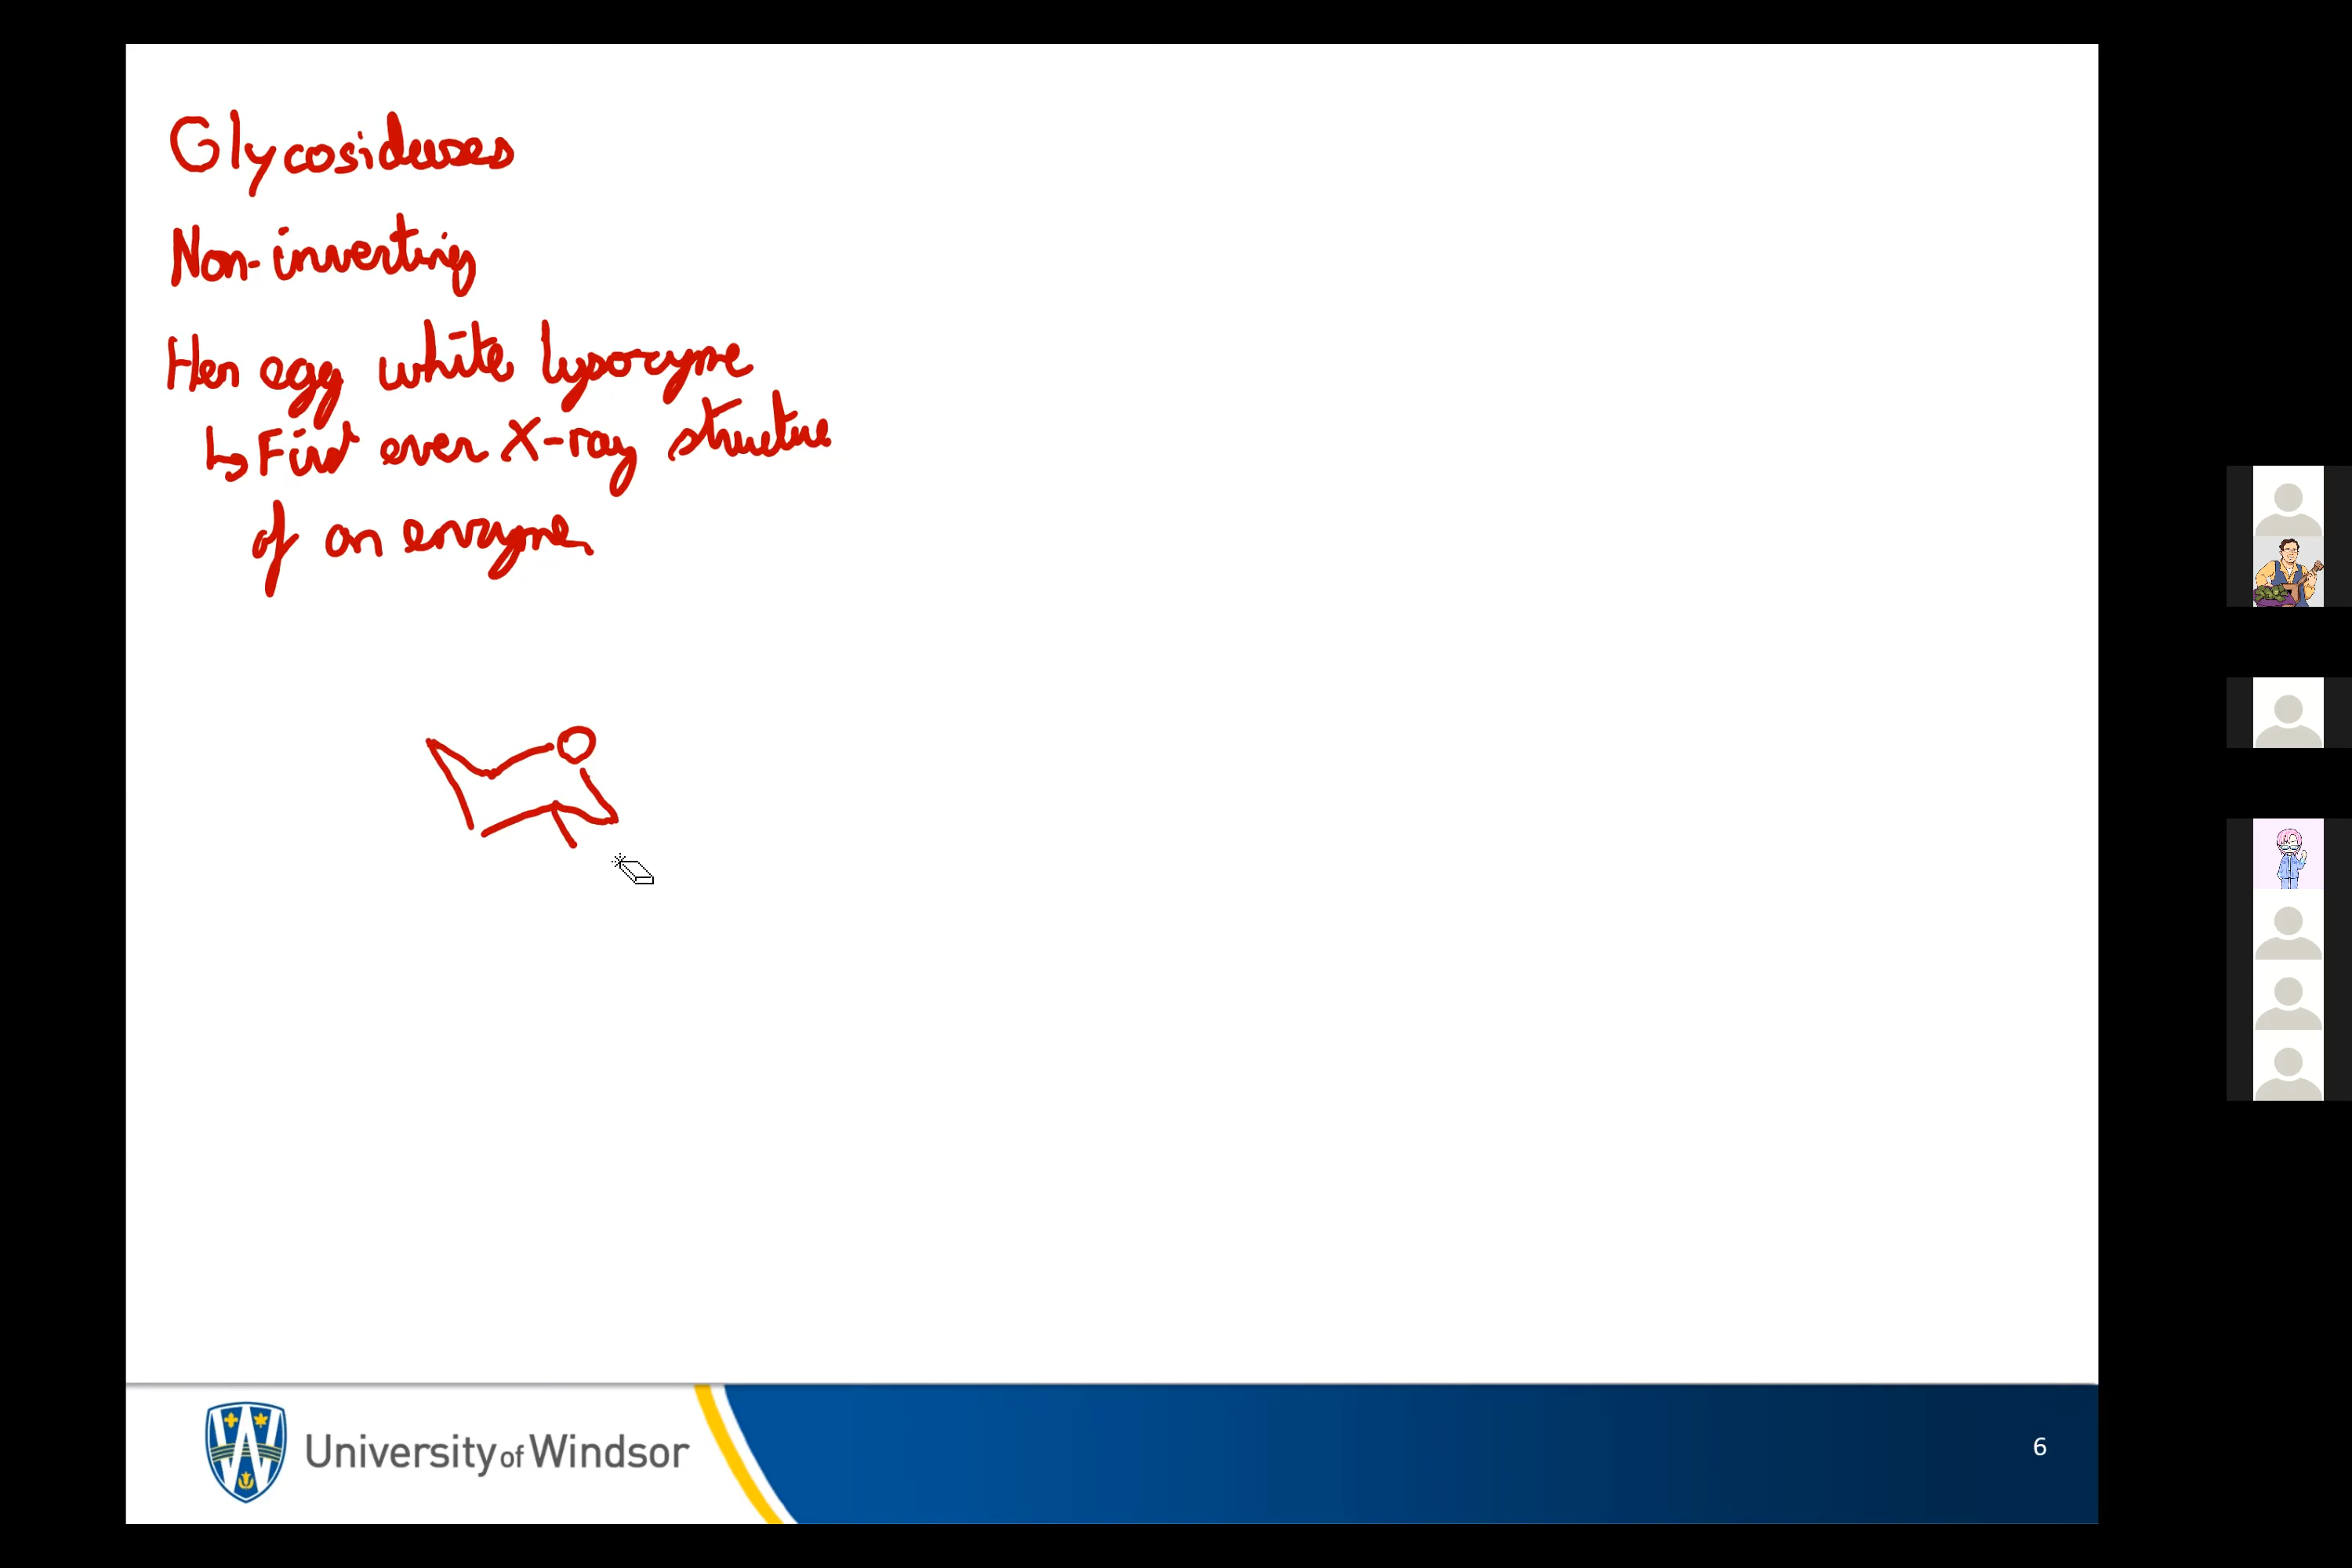 Glycosidases
Non-inverting
Hen egg white lysozyme
↳ First ever X-ray structure
of an enzyme
O
University of Windsor
6